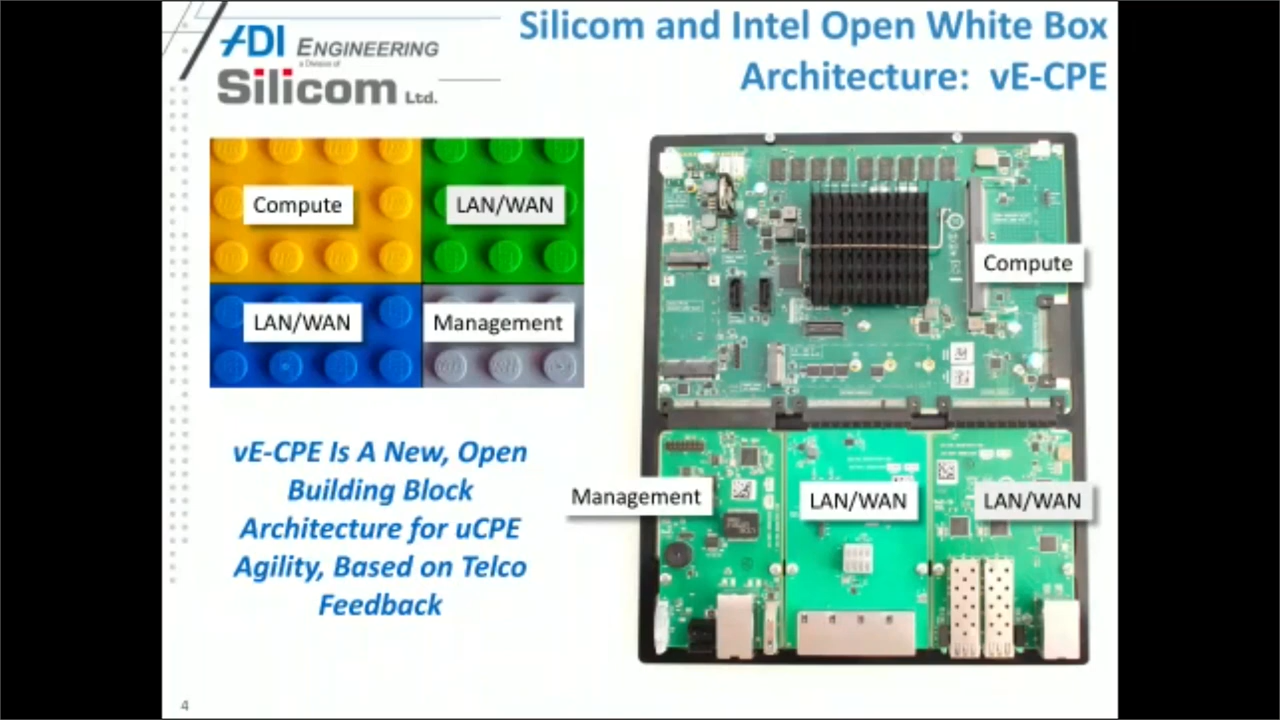 ADI ENGINEERING
a Division of
Silicom Ltd.
Silicom and Intel Open White Box
Architecture: vE-CPE
Compute
LAN/WAN
LAN/WAN
Management
vE-CPE Is A New, Open
Building Block
Architecture for uCPE
Agility, Based on Telco
Feedback
Compute
Management
LAN/WAN
LAN/WAN
4